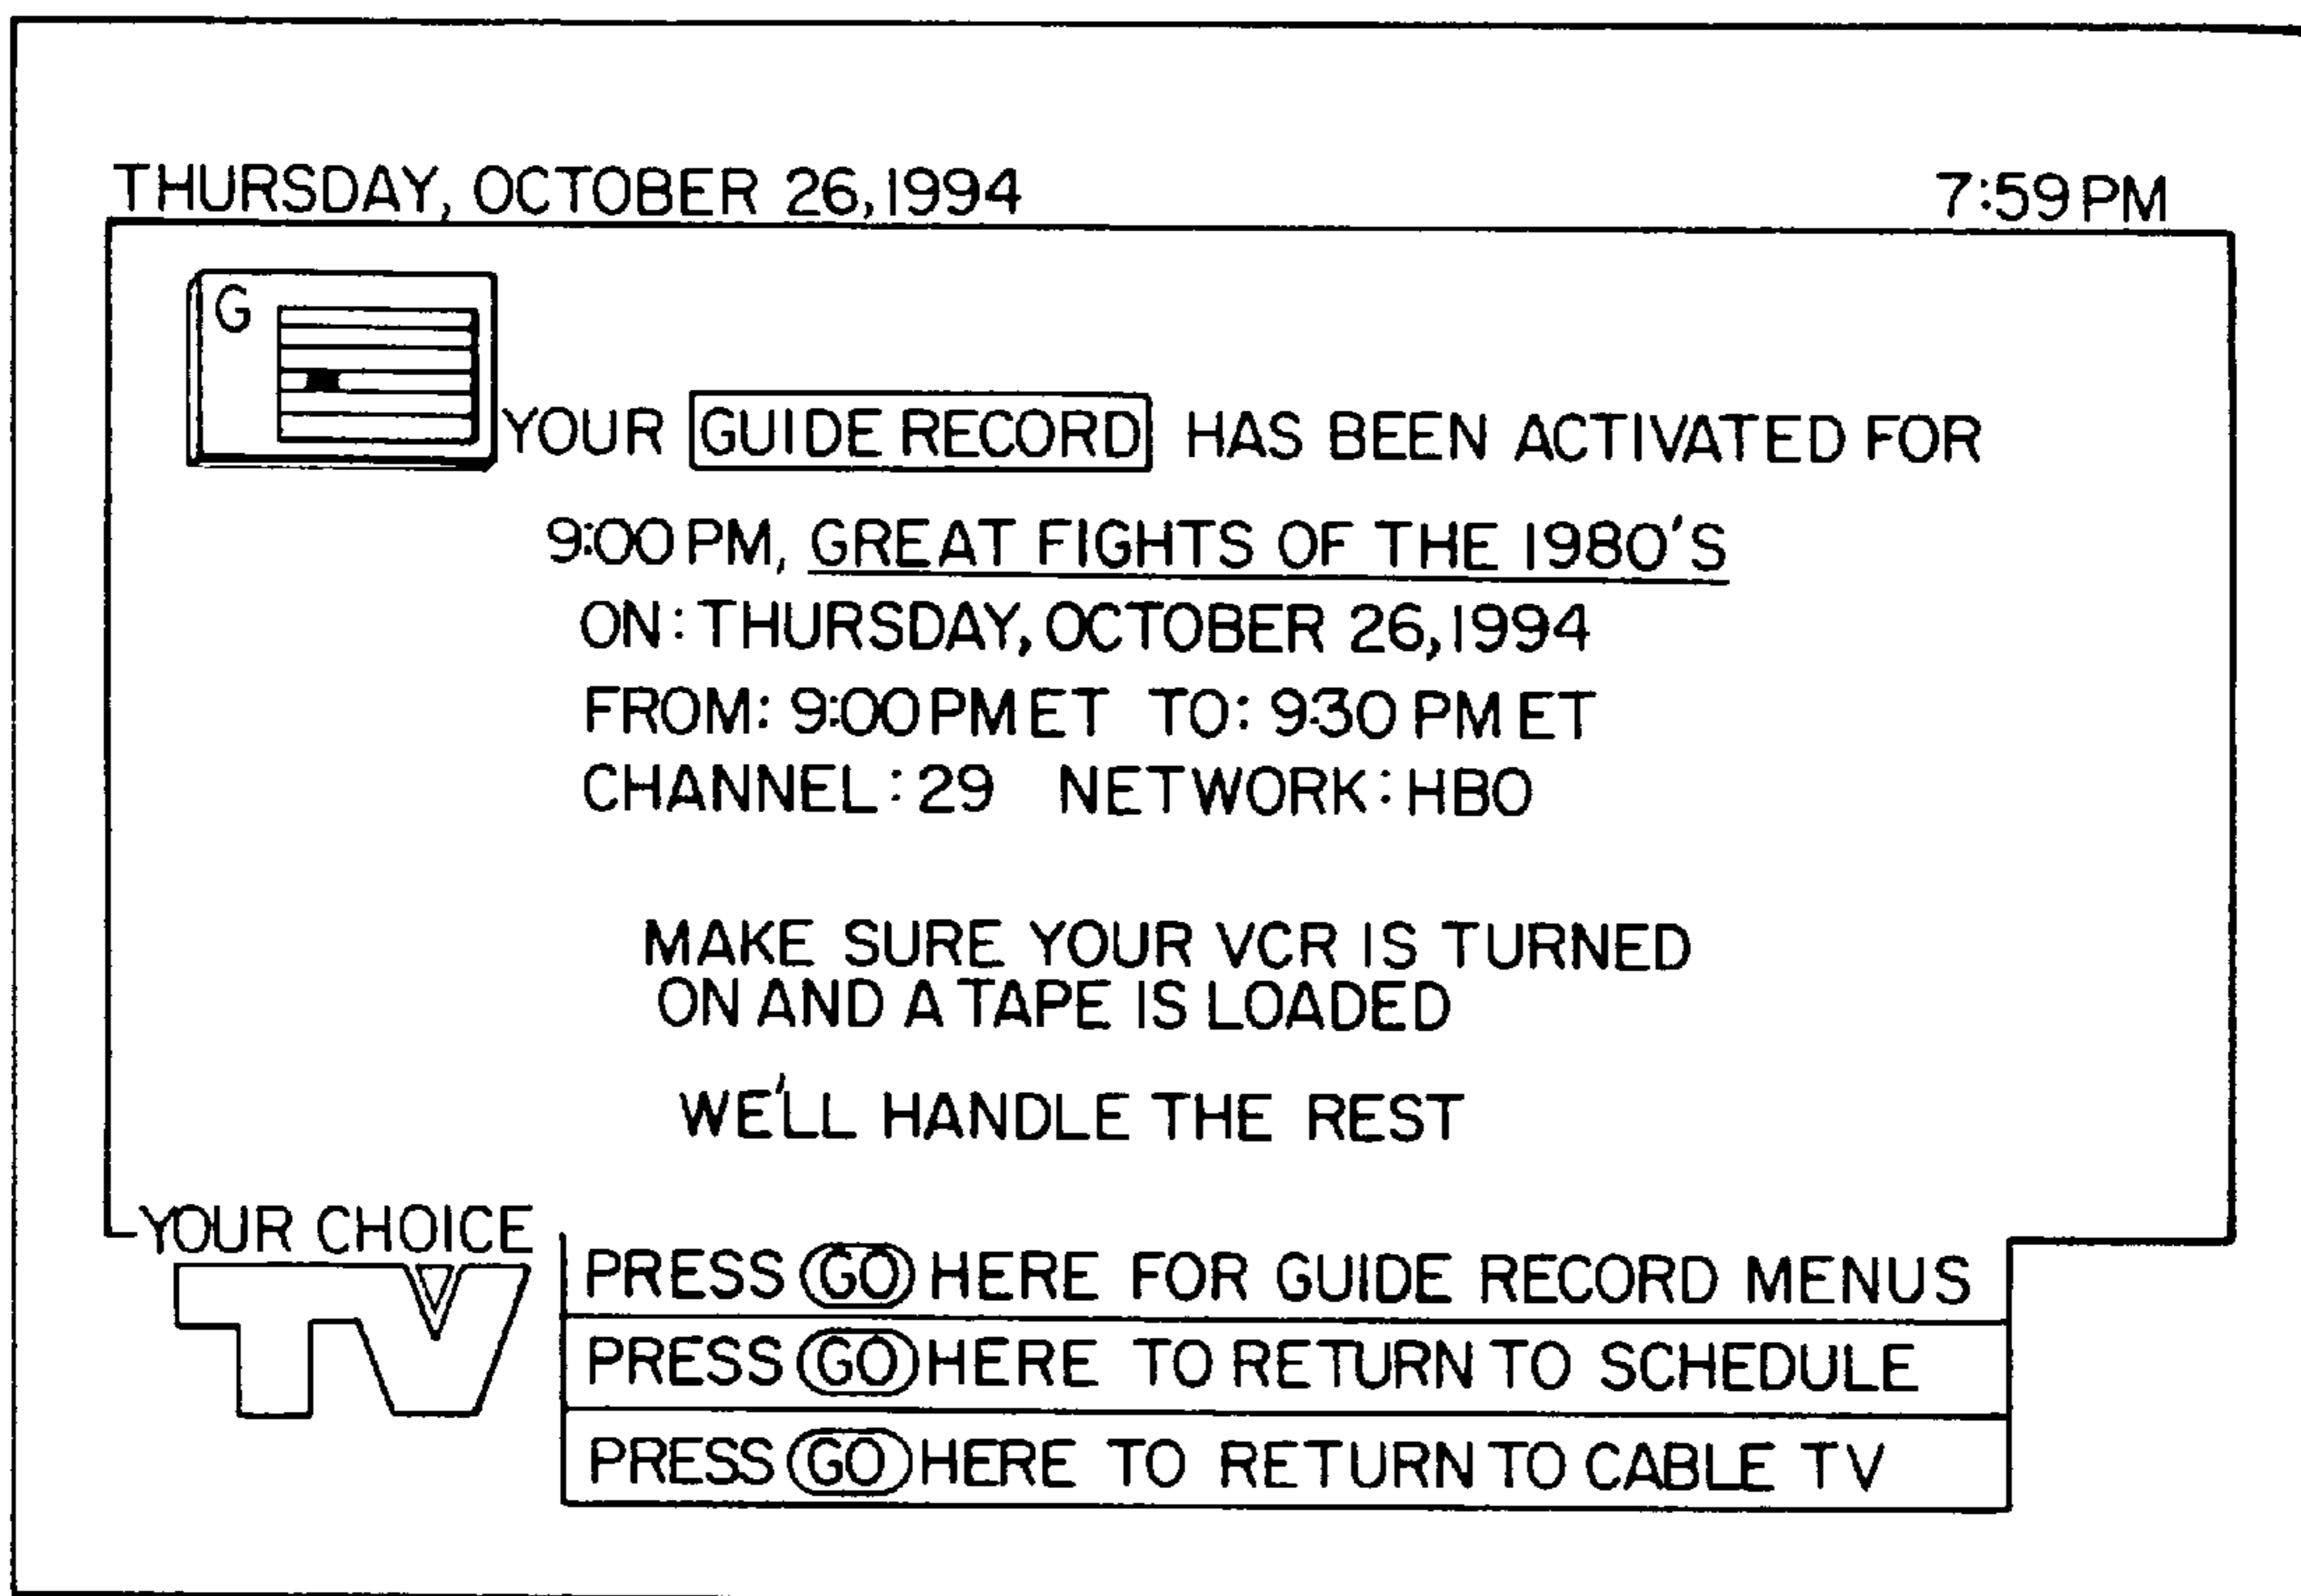 THURSDAY, OCTOBER 26,1994 7:59 PM
G
YOUR GUIDE RECORD HAS BEEN ACTIVATED FOR
9:00 PM, GREAT FIGHTS OF THE 1980'S
ON: THURSDAY, OCTOBER 26,1994
FROM: 9:00 PM ET TO: 9:30 PM ET
CHANNEL: 29 NETWORK: HBO
MAKE SURE YOUR VCR IS TURNED
ON AND A TAPE IS LOADED
WE'LL HANDLE THE REST
YOUR CHOICE
TV
PRESS GO HERE FOR GUIDE RECORD MENUS
PRESS GO HERE TO RETURN TO SCHEDULE
PRESS GO HERE TO RETURN TO CABLE TV